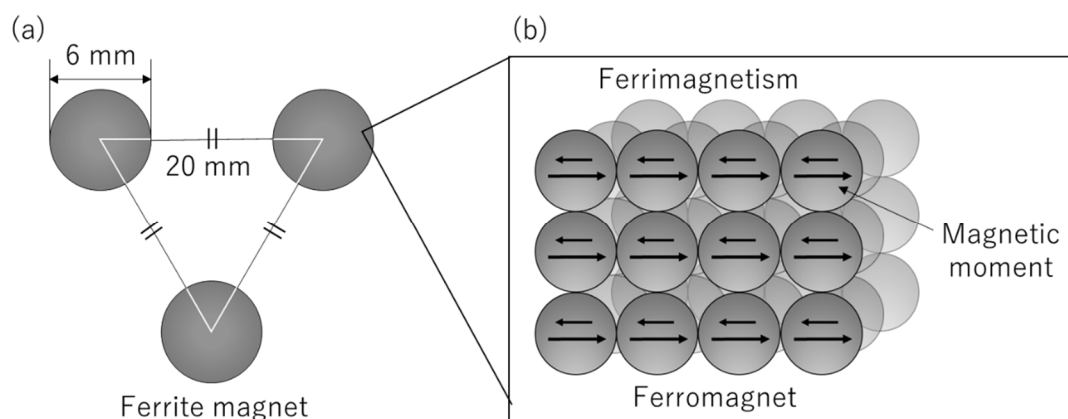 (a)
6 mm
20 mm
Ferrite magnet
(b)
Ferrimagnetism
Magnetic
moment
Ferromagnet